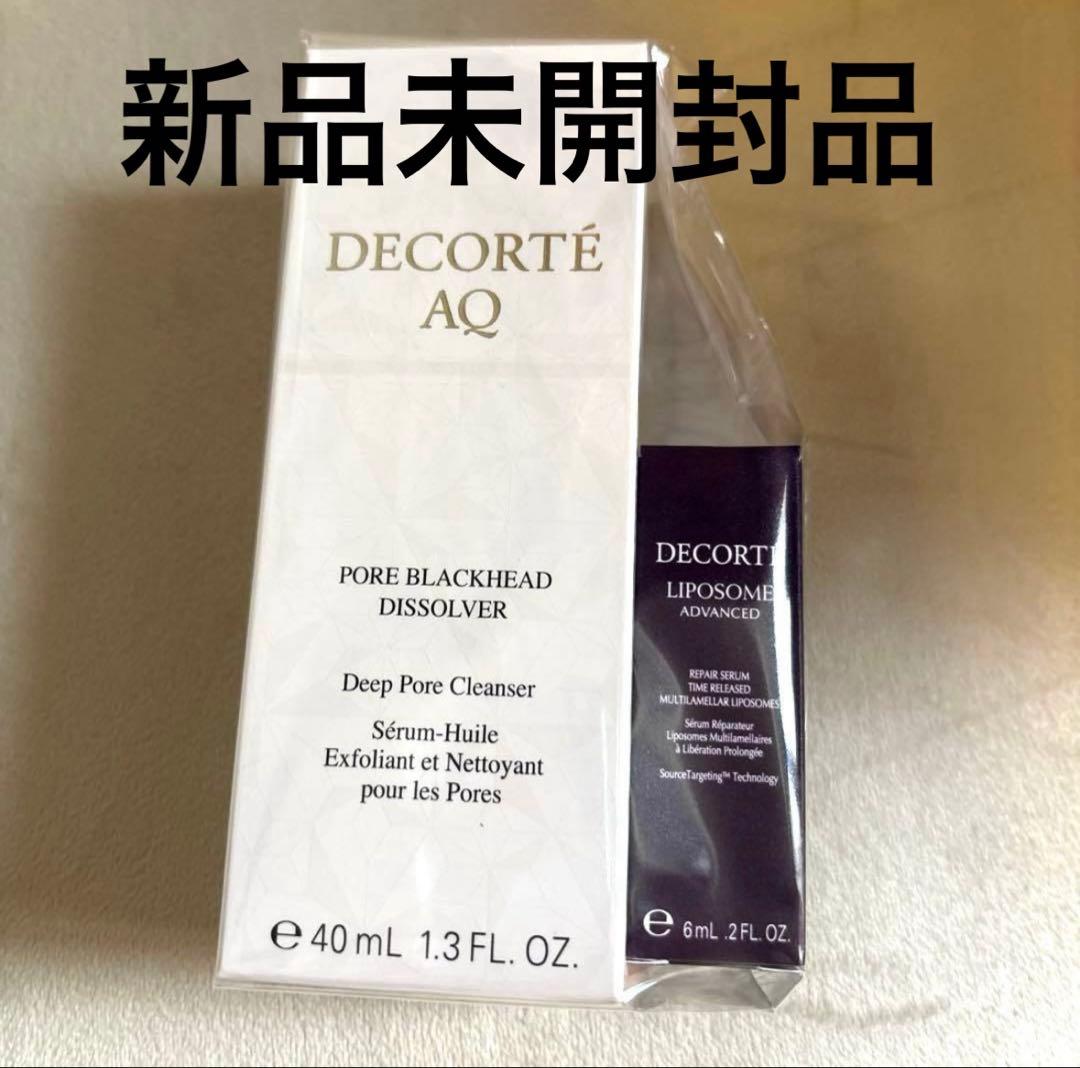 新品未開封品
DECORTÉ
AQ
PORE BLACKHEAD
DISSOLVER
Deep Pore Cleanser
Sérum-Huile
Exfoliant et Nettoyant
pour les Pores
e 40 mL 1.3 FL. OZ.
DECORTÉ
LIPOSOME
ADVANCED
REPAIR SERUM
TIME RELEASED
MULTILAMELLAR LIPOSOMES
Sérum Réparateur
Liposomes Multilamellaires
à Libération Prolongée
SourceTargeting™ Technology
e 6 mL .2 FL. OZ.